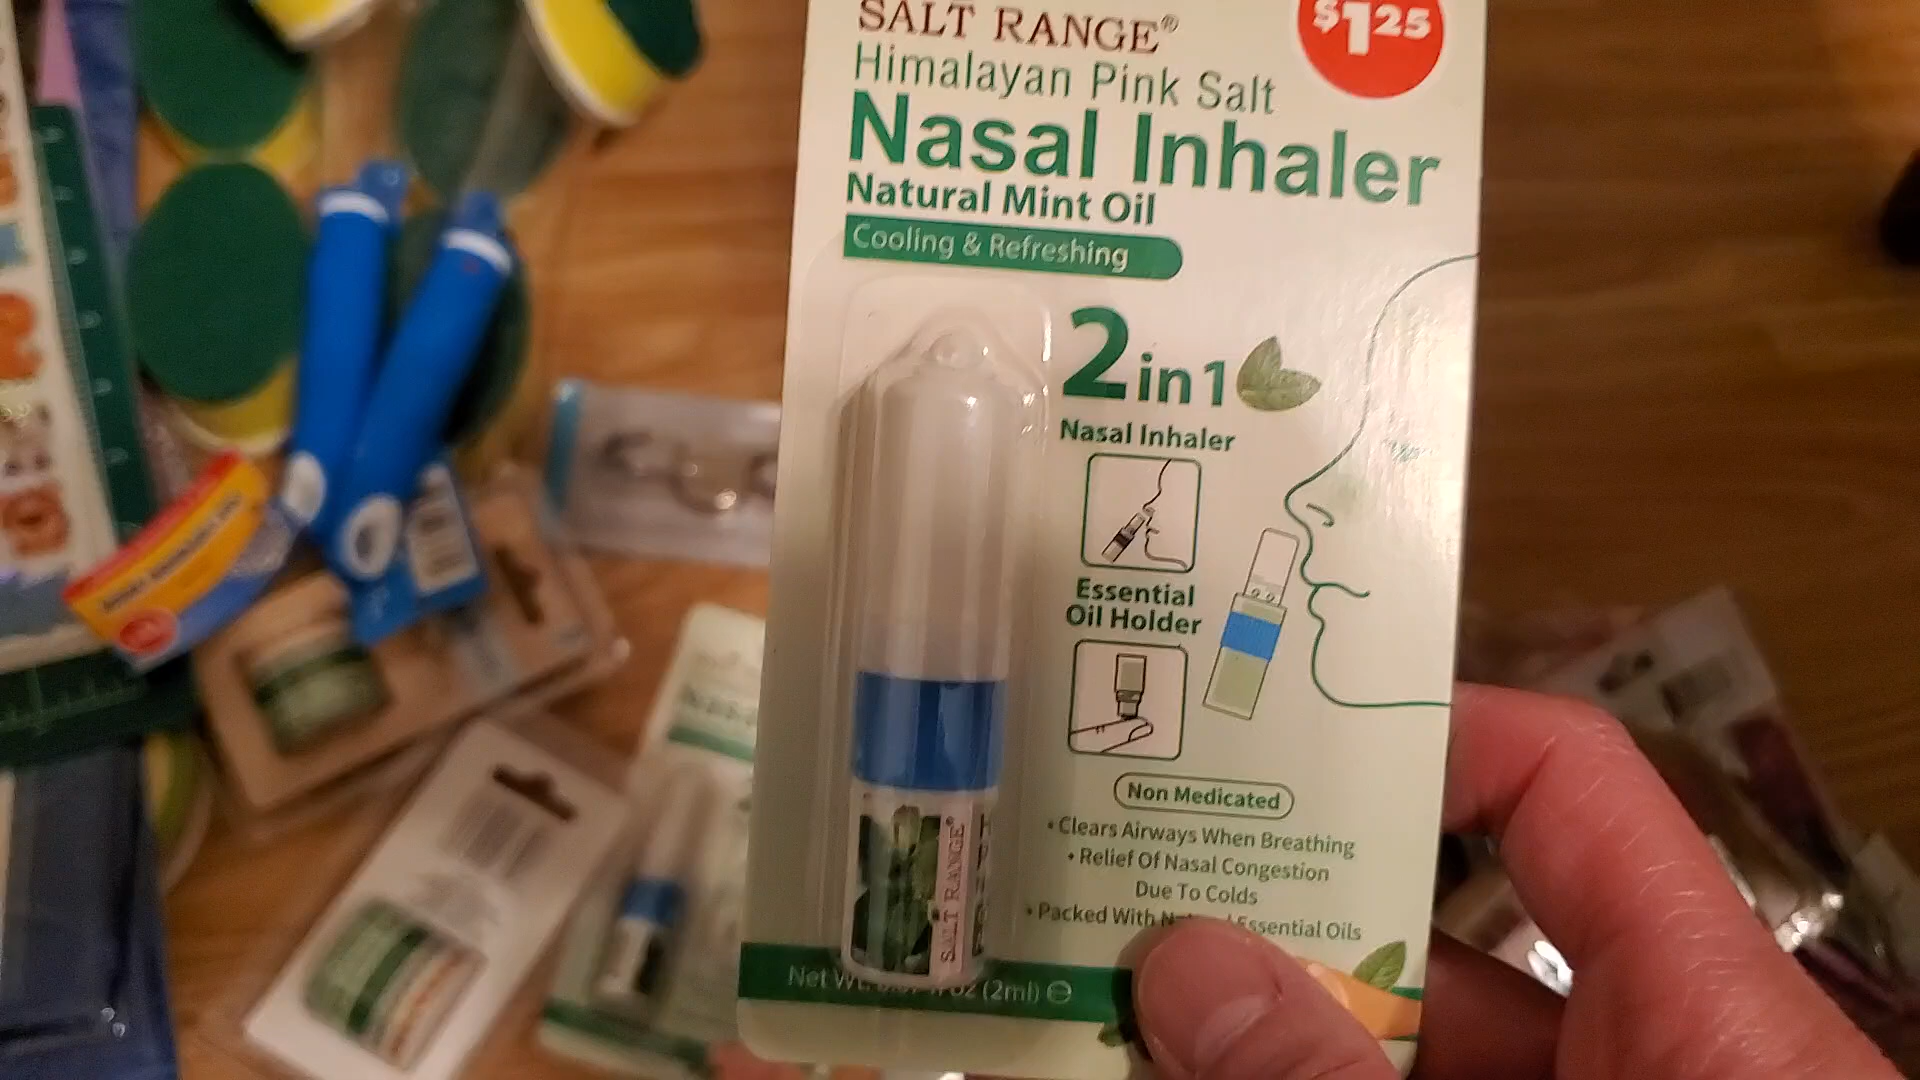 SALT RANGE®
$1.25
Himalayan Pink Salt
Nasal Inhaler
Natural Mint Oil
Cooling & Refreshing
2 in 1
Nasal Inhaler
Essential
Oil Holder
Non Medicated
• Clears Airways When Breathing
• Relief Of Nasal Congestion
Due To Colds
• Packed With Essential Oils
SALT RANGE®
Net Wt. oz (2ml) ℮